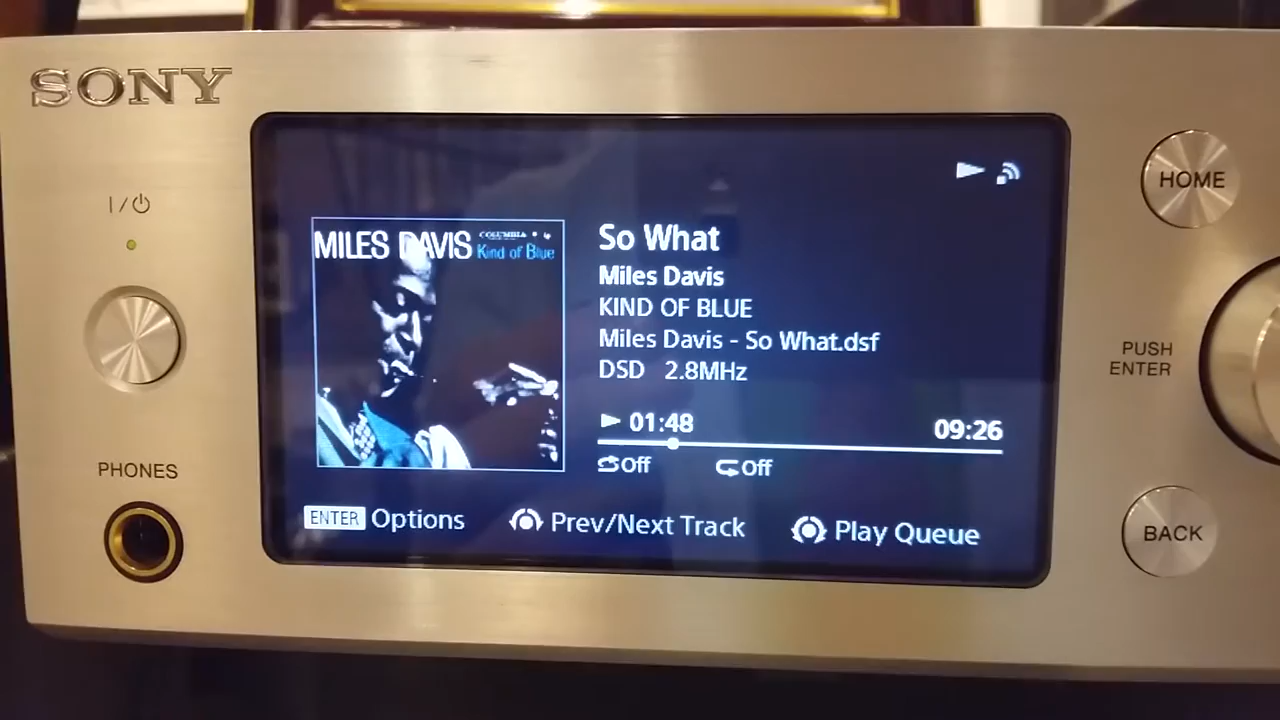 SONY
I/
HOME
MILES DAVIS
COLUMBIA
Kind of Blue
So What
Miles Davis
KIND OF BLUE
Miles Davis - So What.dsf
DSD 2.8MHz
01:48
09:26
Off
Off
PUSH
ENTER
PHONES
ENTER Options
Prev/Next Track
Play Queue
BACK